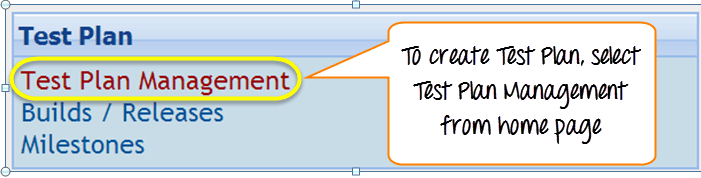 Test Plan
Test Plan Management
Builds / Releases
Milestones
To create Test Plan, select
Test Plan Management
from home page